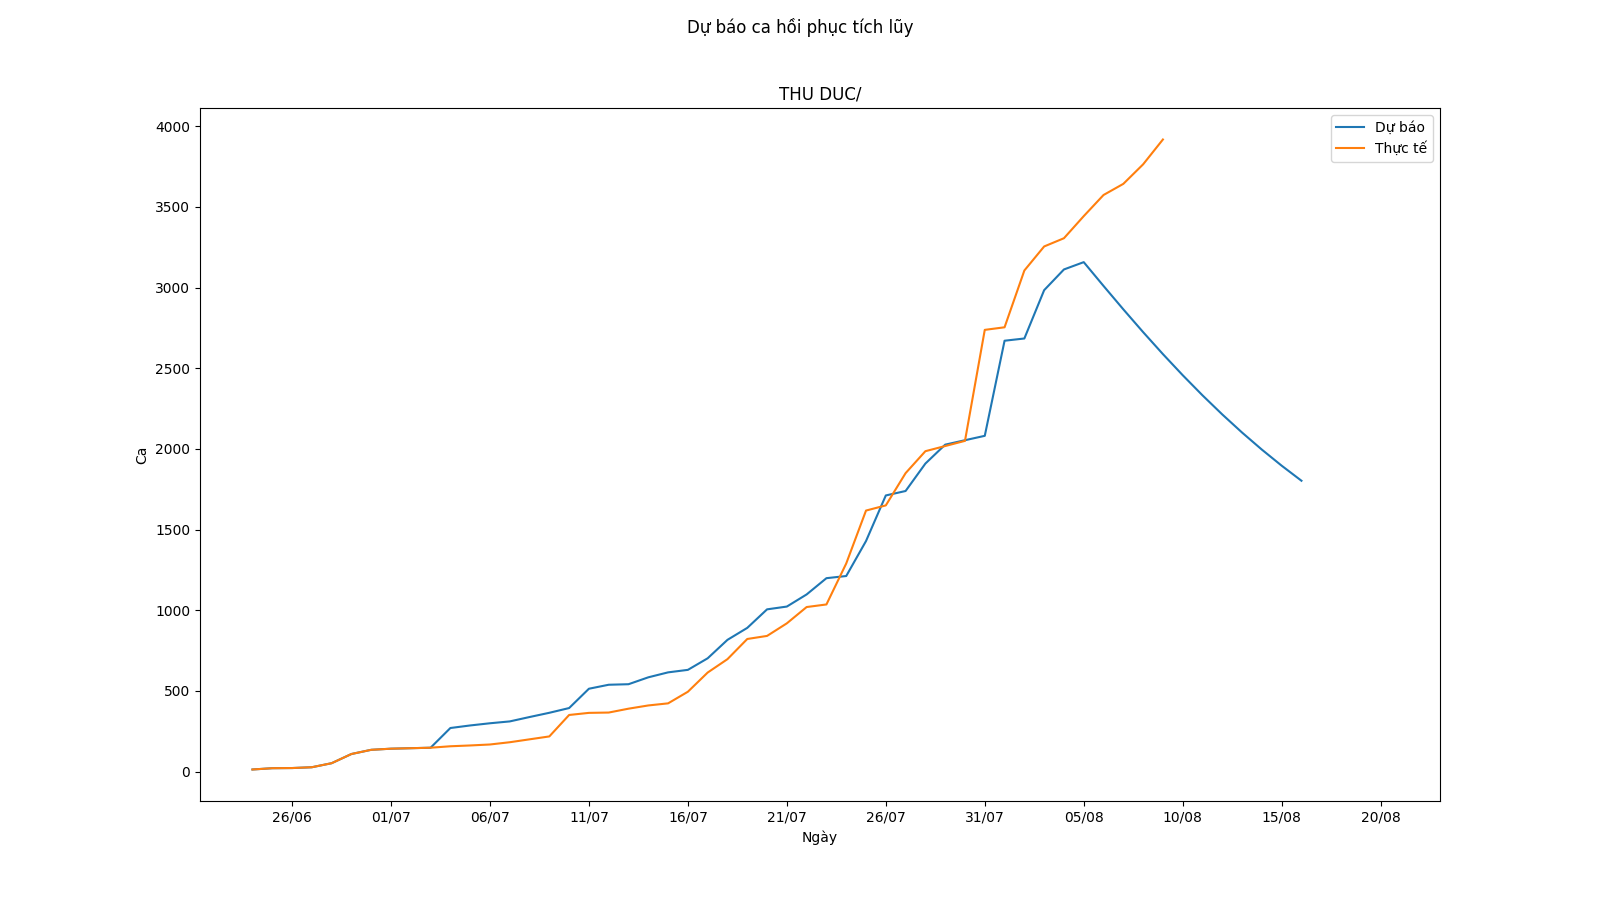 Dự báo ca hồi phục tích lũy
THU DUC/
Dự báo
Thực tế
4000
3500
3000
2500
2000
1500
1000
500
0
Ca
26/06 01/07 06/07 11/07 16/07 21/07 26/07 31/07 05/08 10/08 15/08 20/08
Ngày